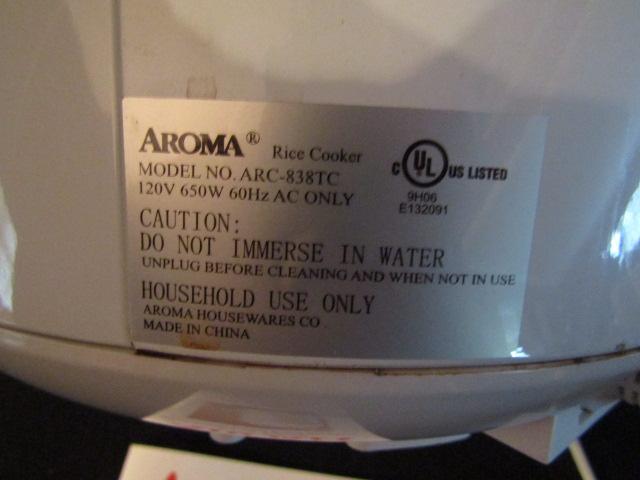 AROMA® Rice Cooker
MODEL NO. ARC-838TC
120V 650W 60Hz AC ONLY
C UL US LISTED
9H06
E132091
CAUTION:
DO NOT IMMERSE IN WATER
UNPLUG BEFORE CLEANING AND WHEN NOT IN USE
HOUSEHOLD USE ONLY
AROMA HOUSEWARES CO
MADE IN CHINA